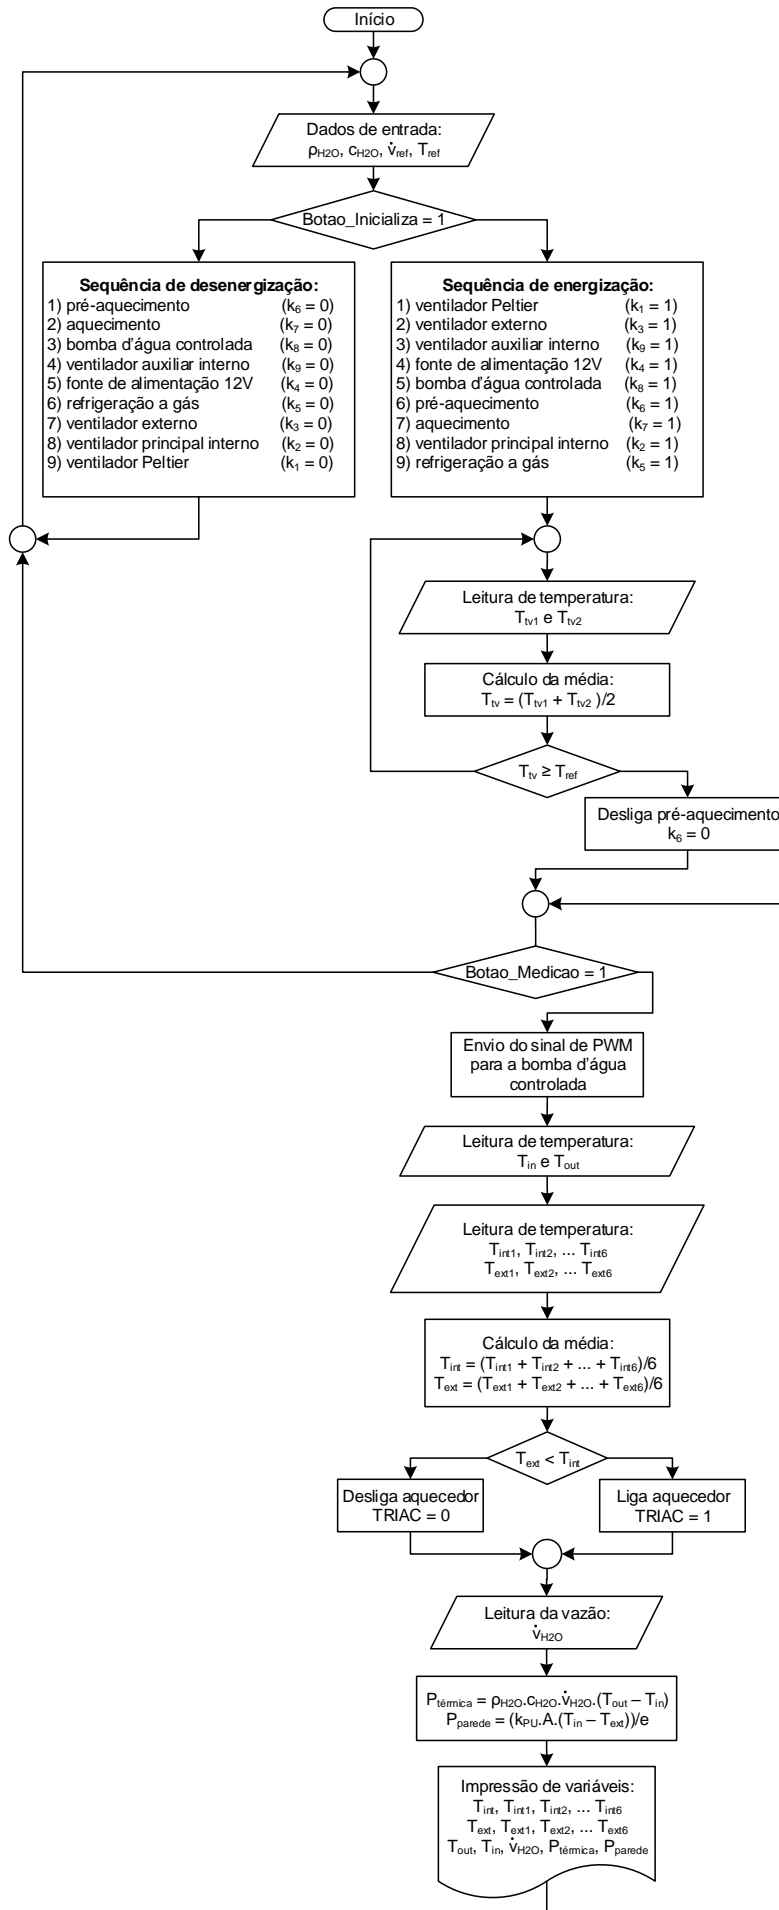 Início
Dados de entrada:
ρH2O, cH2O, v̇ref, Tref
Botao_Inicializa = 1
Sequência de desenergização:
1) pré-aquecimento (k6 = 0)
2) aquecimento (k7 = 0)
3) bomba d'água controlada (k8 = 0)
4) ventilador auxiliar interno (k9 = 0)
5) fonte de alimentação 12V (k4 = 0)
6) refrigeração a gás (k5 = 0)
7) ventilador externo (k3 = 0)
8) ventilador principal interno (k2 = 0)
9) ventilador Peltier (k1 = 0)
Sequência de energização:
1) ventilador Peltier (k1 = 1)
2) ventilador externo (k3 = 1)
3) ventilador auxiliar interno (k9 = 1)
4) fonte de alimentação 12V (k4 = 1)
5) bomba d'água controlada (k8 = 1)
6) pré-aquecimento (k6 = 1)
7) aquecimento (k7 = 1)
8) ventilador principal interno (k2 = 1)
9) refrigeração a gás (k5 = 1)
Leitura de temperatura:
Ttv1 e Ttv2
Cálculo da média:
Ttv = (Ttv1 + Ttv2 )/2
Ttv ≥ Tref
Desliga pré-aquecimento
k6 = 0
Botao_Medicao = 1
Envio do sinal de PWM
para a bomba d'água
controlada
Leitura de temperatura:
Tin e Tout
Leitura de temperatura:
Tint1, Tint2, ... Tint6
Text1, Text2, ... Text6
Cálculo da média:
Tint = (Tint1 + Tint2 + ... + Tint6)/6
Text = (Text1 + Text2 + ... + Text6)/6
Text < Tint
Desliga aquecedor
TRIAC = 0
Liga aquecedor
TRIAC = 1
Leitura da vazão:
v̇H2O
Ptérmica = ρH2O.cH2O.v̇H2O.(Tout – Tin)
Pparede = (kPU.A.(Tin – Text))/e
Impressão de variáveis:
Tint, Tint1, Tint2, ... Tint6
Text, Text1, Text2, ... Text6
Tout, Tin, v̇H2O, Ptérmica, Pparede